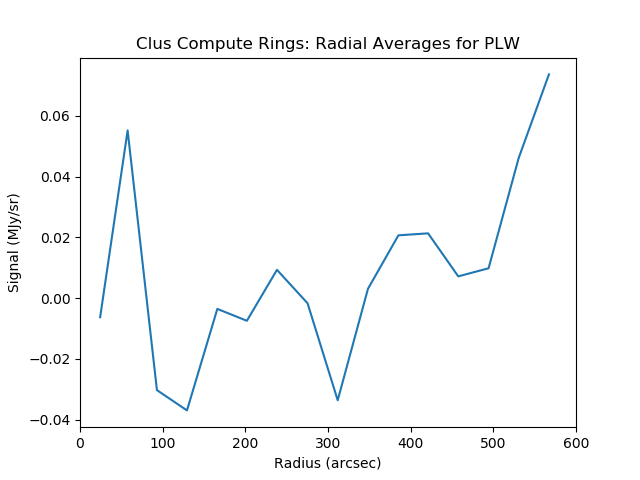 Clus Compute Rings: Radial Averages for PLW
Signal (MJy/sr)
0.06
0.04
0.02
0.00
−0.02
−0.04
0 100 200 300 400 500 600
Radius (arcsec)